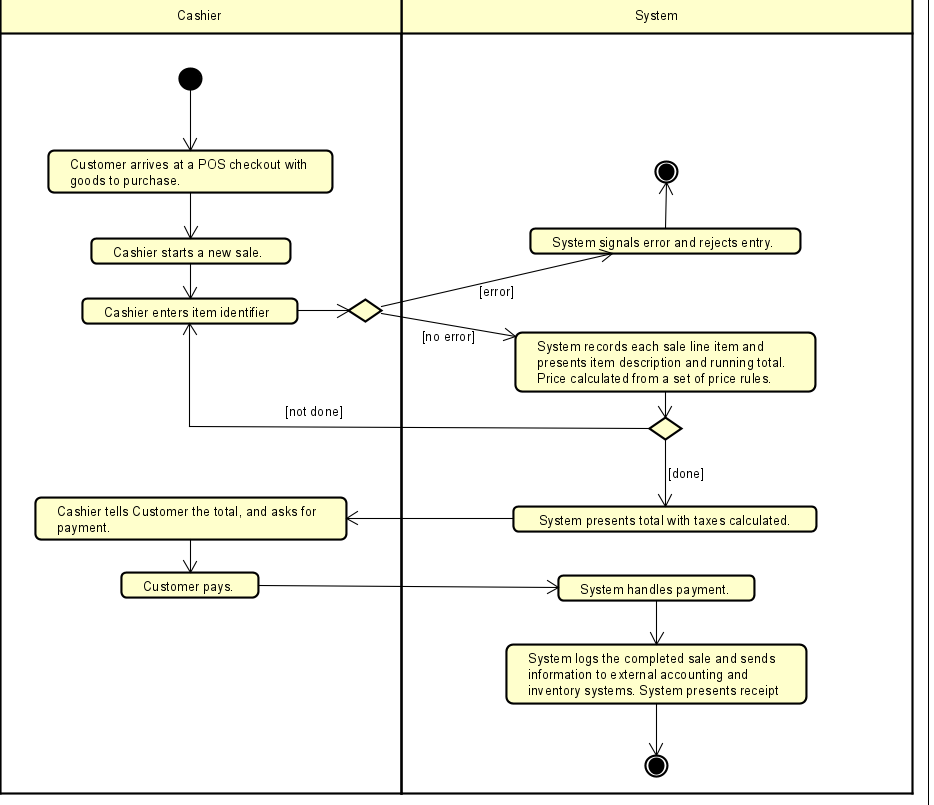 Cashier
System
Customer arrives at a POS checkout with
goods to purchase.
Cashier starts a new sale.
System signals error and rejects entry.
[error]
Cashier enters item identifier
[no error]
System records each sale line item and
presents item description and running total.
Price calculated from a set of price rules.
[not done]
[done]
Cashier tells Customer the total, and asks for
payment.
System presents total with taxes calculated.
Customer pays.
System handles payment.
System logs the completed sale and sends
information to external accounting and
inventory systems. System presents receipt